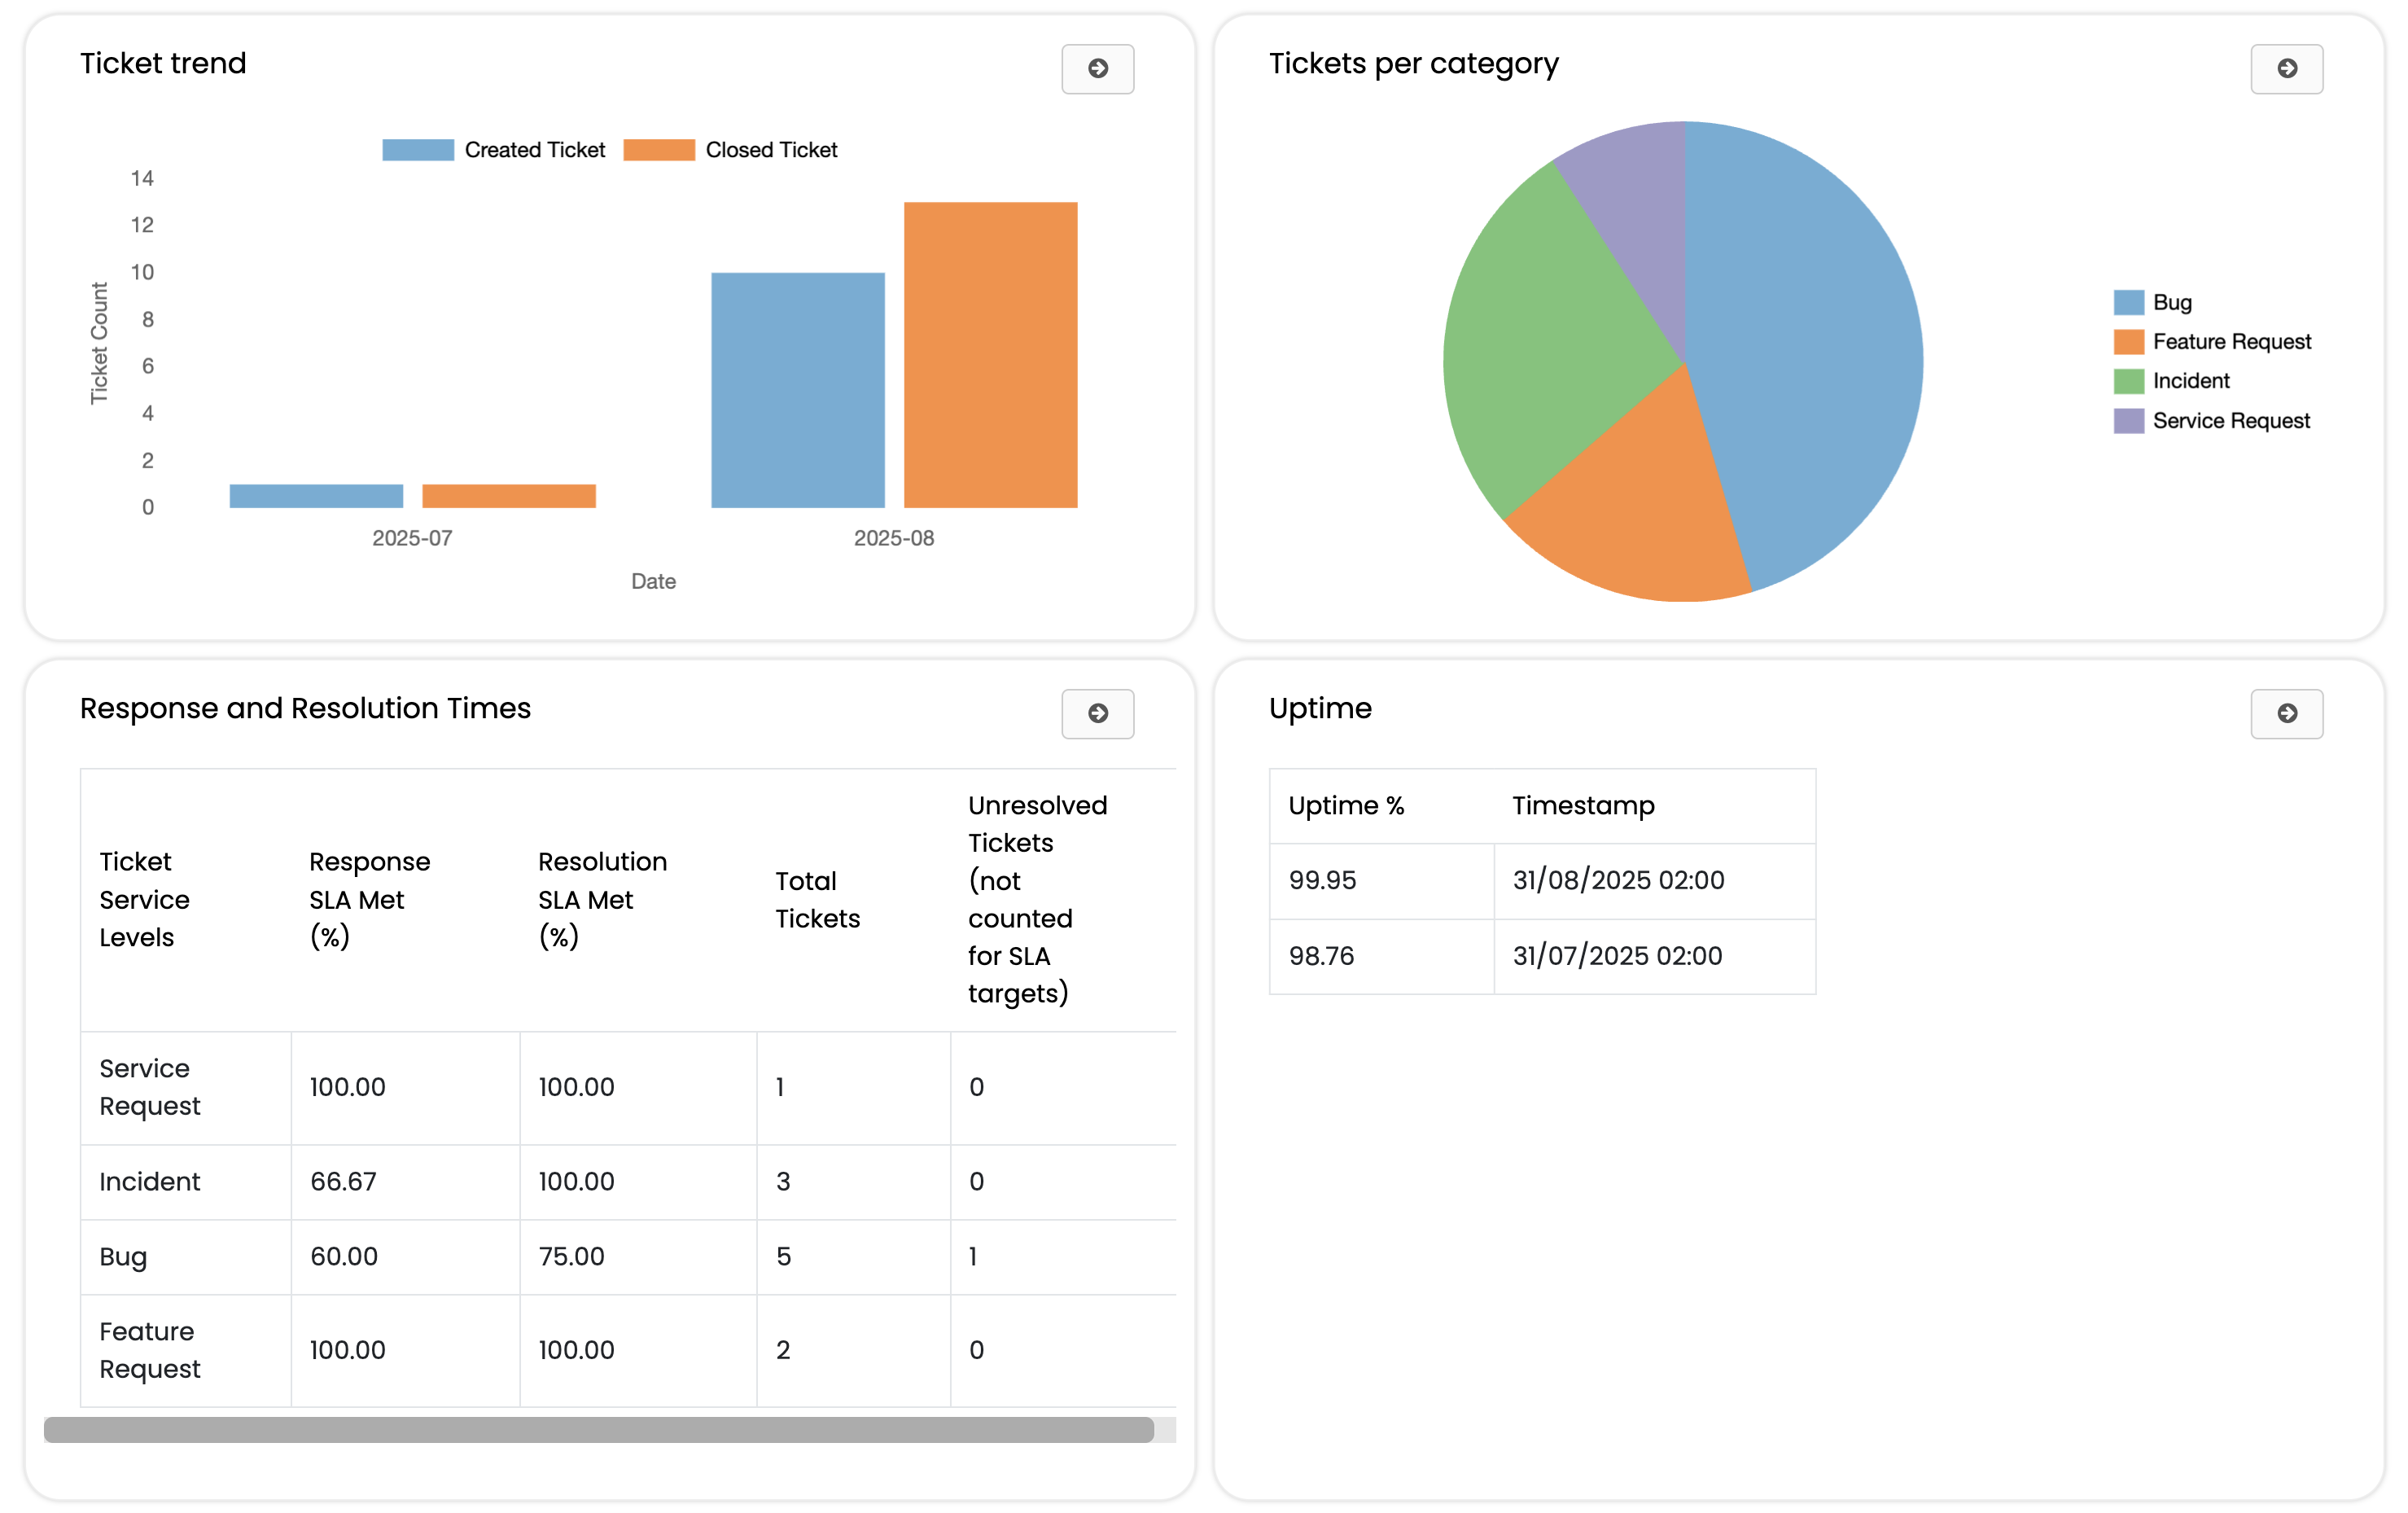 Ticket trend
Created Ticket
Closed Ticket
14
12
10
8
6
4
2
0
Ticket Count
2025-07
2025-08
Date
Tickets per category
Bug
Feature Request
Incident
Service Request
Response and Resolution Times
Ticket
Service
Levels
Response
SLA Met
(%)
Resolution
SLA Met
(%)
Total
Tickets
Unresolved
Tickets
(not
counted
for SLA
targets)
Service
Request
100.00
100.00
1
0
Incident
66.67
100.00
3
0
Bug
60.00
75.00
5
1
Feature
Request
100.00
100.00
2
0
Uptime
Uptime %
Timestamp
99.95
31/08/2025 02:00
98.76
31/07/2025 02:00